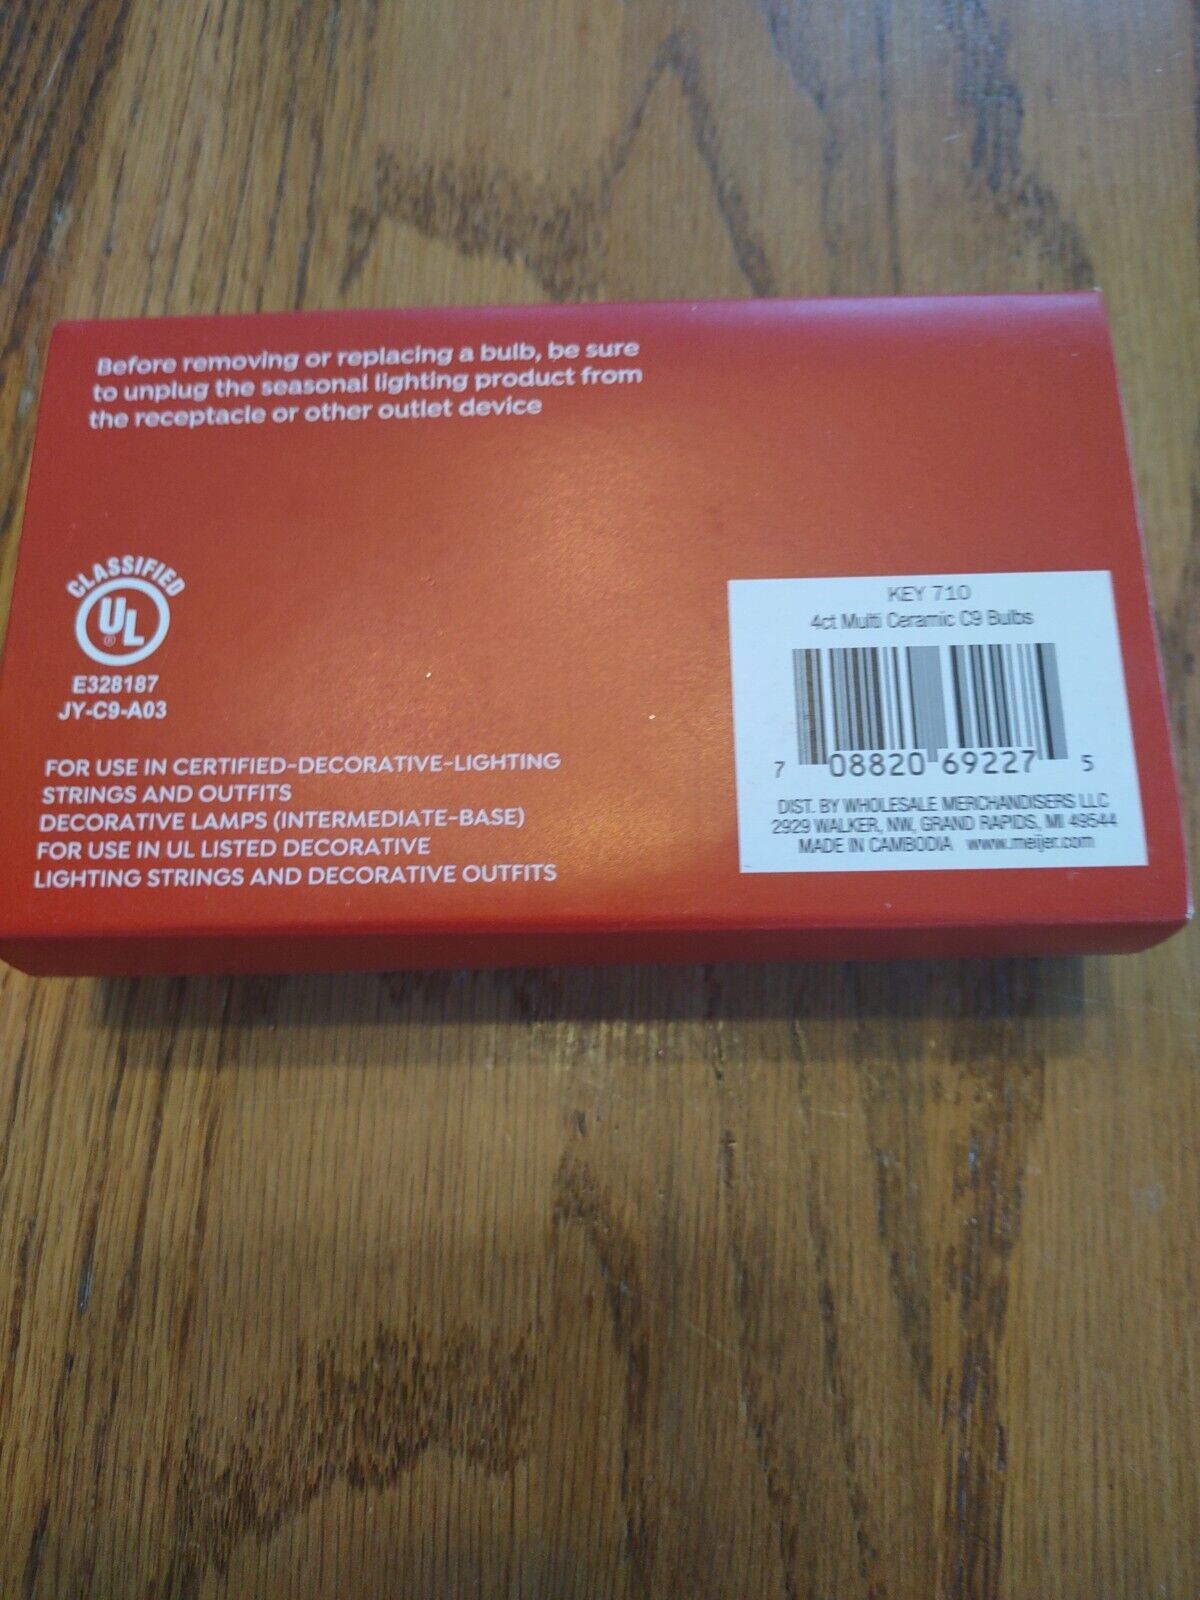 Before removing or replacing a bulb, be sure
to unplug the seasonal lighting product from
the receptacle or other outlet device
CLASSIFIED
UL
®
E328187
JY-C9-A03
FOR USE IN CERTIFIED-DECORATIVE-LIGHTING
STRINGS AND OUTFITS
DECORATIVE LAMPS (INTERMEDIATE-BASE)
FOR USE IN UL LISTED DECORATIVE
LIGHTING STRINGS AND DECORATIVE OUTFITS
KEY 710
4ct Multi Ceramic C9 Bulbs
7 08820 69227 5
DIST. BY WHOLESALE MERCHANDISERS LLC
2929 WALKER, NW, GRAND RAPIDS, MI 49544
MADE IN CAMBODIA www.meijer.com